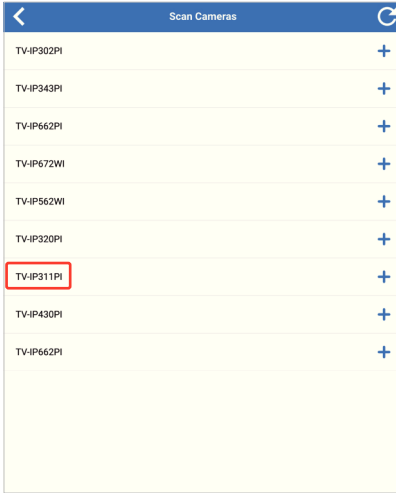 Scan Cameras
TV-IP302PI
TV-IP343PI
TV-IP662PI
TV-IP672WI
TV-IP562WI
TV-IP320PI
TV-IP311PI
TV-IP430PI
TV-IP662PI